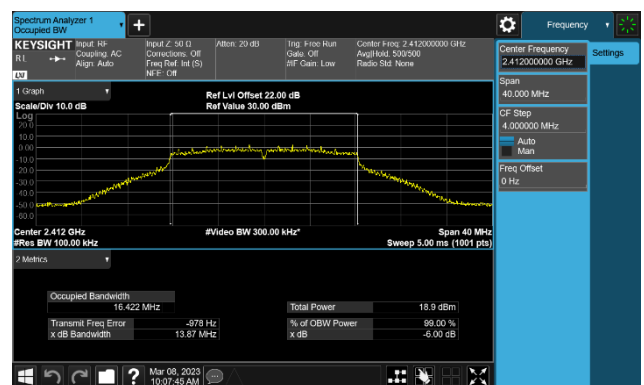 Spectrum Analyzer 1
Occupied BW
Frequency
KEYSIGHT
Input: RF
Coupling: AC
Align: Auto
Input Z: 50 Ω
Corrections: Off
Freq Ref: Int (S)
NFE: Off
Atten: 20 dB
Trig: Free Run
Gate: Off
#IF Gain: Low
Center Freq: 2.412000000 GHz
Avg|Hold: 500/500
Radio Std: None
LXI
Center Frequency
2.412000000 GHz
Settings
Span
40.000 MHz
CF Step
4.000000 MHz
Auto
Man
Freq Offset
0 Hz
1 Graph
Scale/Div 10.0 dB
Ref Lvl Offset 22.00 dB
Ref Value 30.00 dBm
Log
20.0
10.0
0.00
-10.0
-20.0
-30.0
-40.0
-50.0
-60.0
Center 2.412 GHz
#Res BW 100.00 kHz
#Video BW 300.00 kHz*
Span 40 MHz
Sweep 5.00 ms (1001 pts)
2 Metrics
Occupied Bandwidth
16.422 MHz
Total Power 18.9 dBm
Transmit Freq Error -978 Hz
% of OBW Power 99.00 %
x dB Bandwidth 13.87 MHz
x dB -6.00 dB
Mar 08, 2023
10:07:45 AM